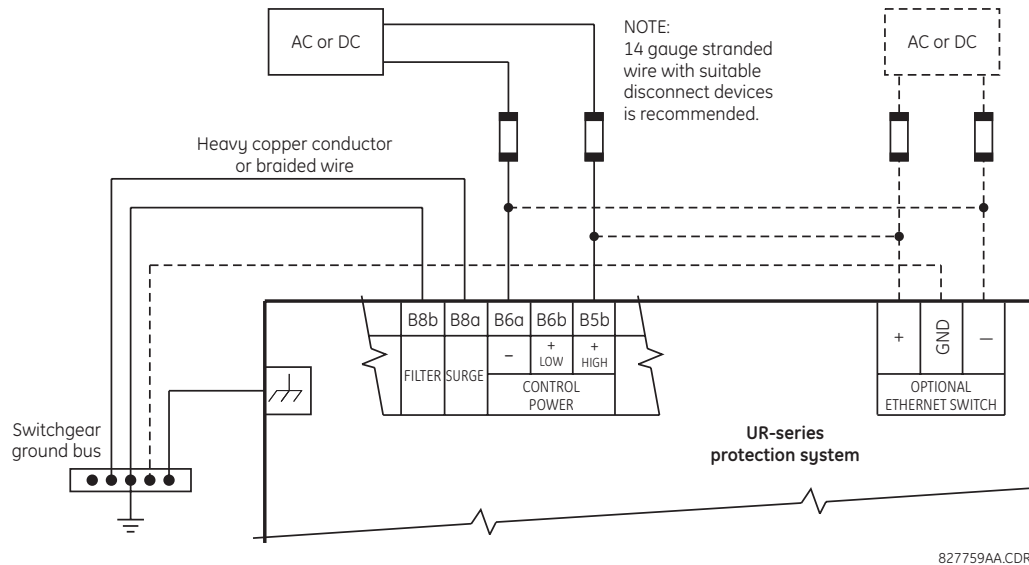 AC or DC
NOTE:
14 gauge stranded
wire with suitable
disconnect devices
is recommended.
AC or DC
Heavy copper conductor
or braided wire
B8b B8a B6a B6b B5b
FILTER SURGE – + LOW + HIGH
CONTROL
POWER
+ GND –
OPTIONAL
ETHERNET SWITCH
Switchgear
ground bus
UR-series
protection system
827759AA.CDR